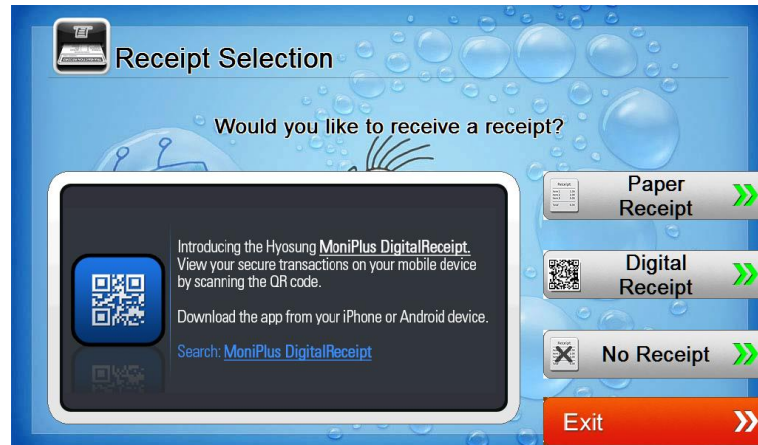 Receipt Selection
Would you like to receive a receipt?
Introducing the Hyosung MoniPlus DigitalReceipt.
View your secure transactions on your mobile device
by scanning the QR code.
Download the app from your iPhone or Android device.
Search: MoniPlus DigitalReceipt
Paper
Receipt
Digital
Receipt
No Receipt
Exit